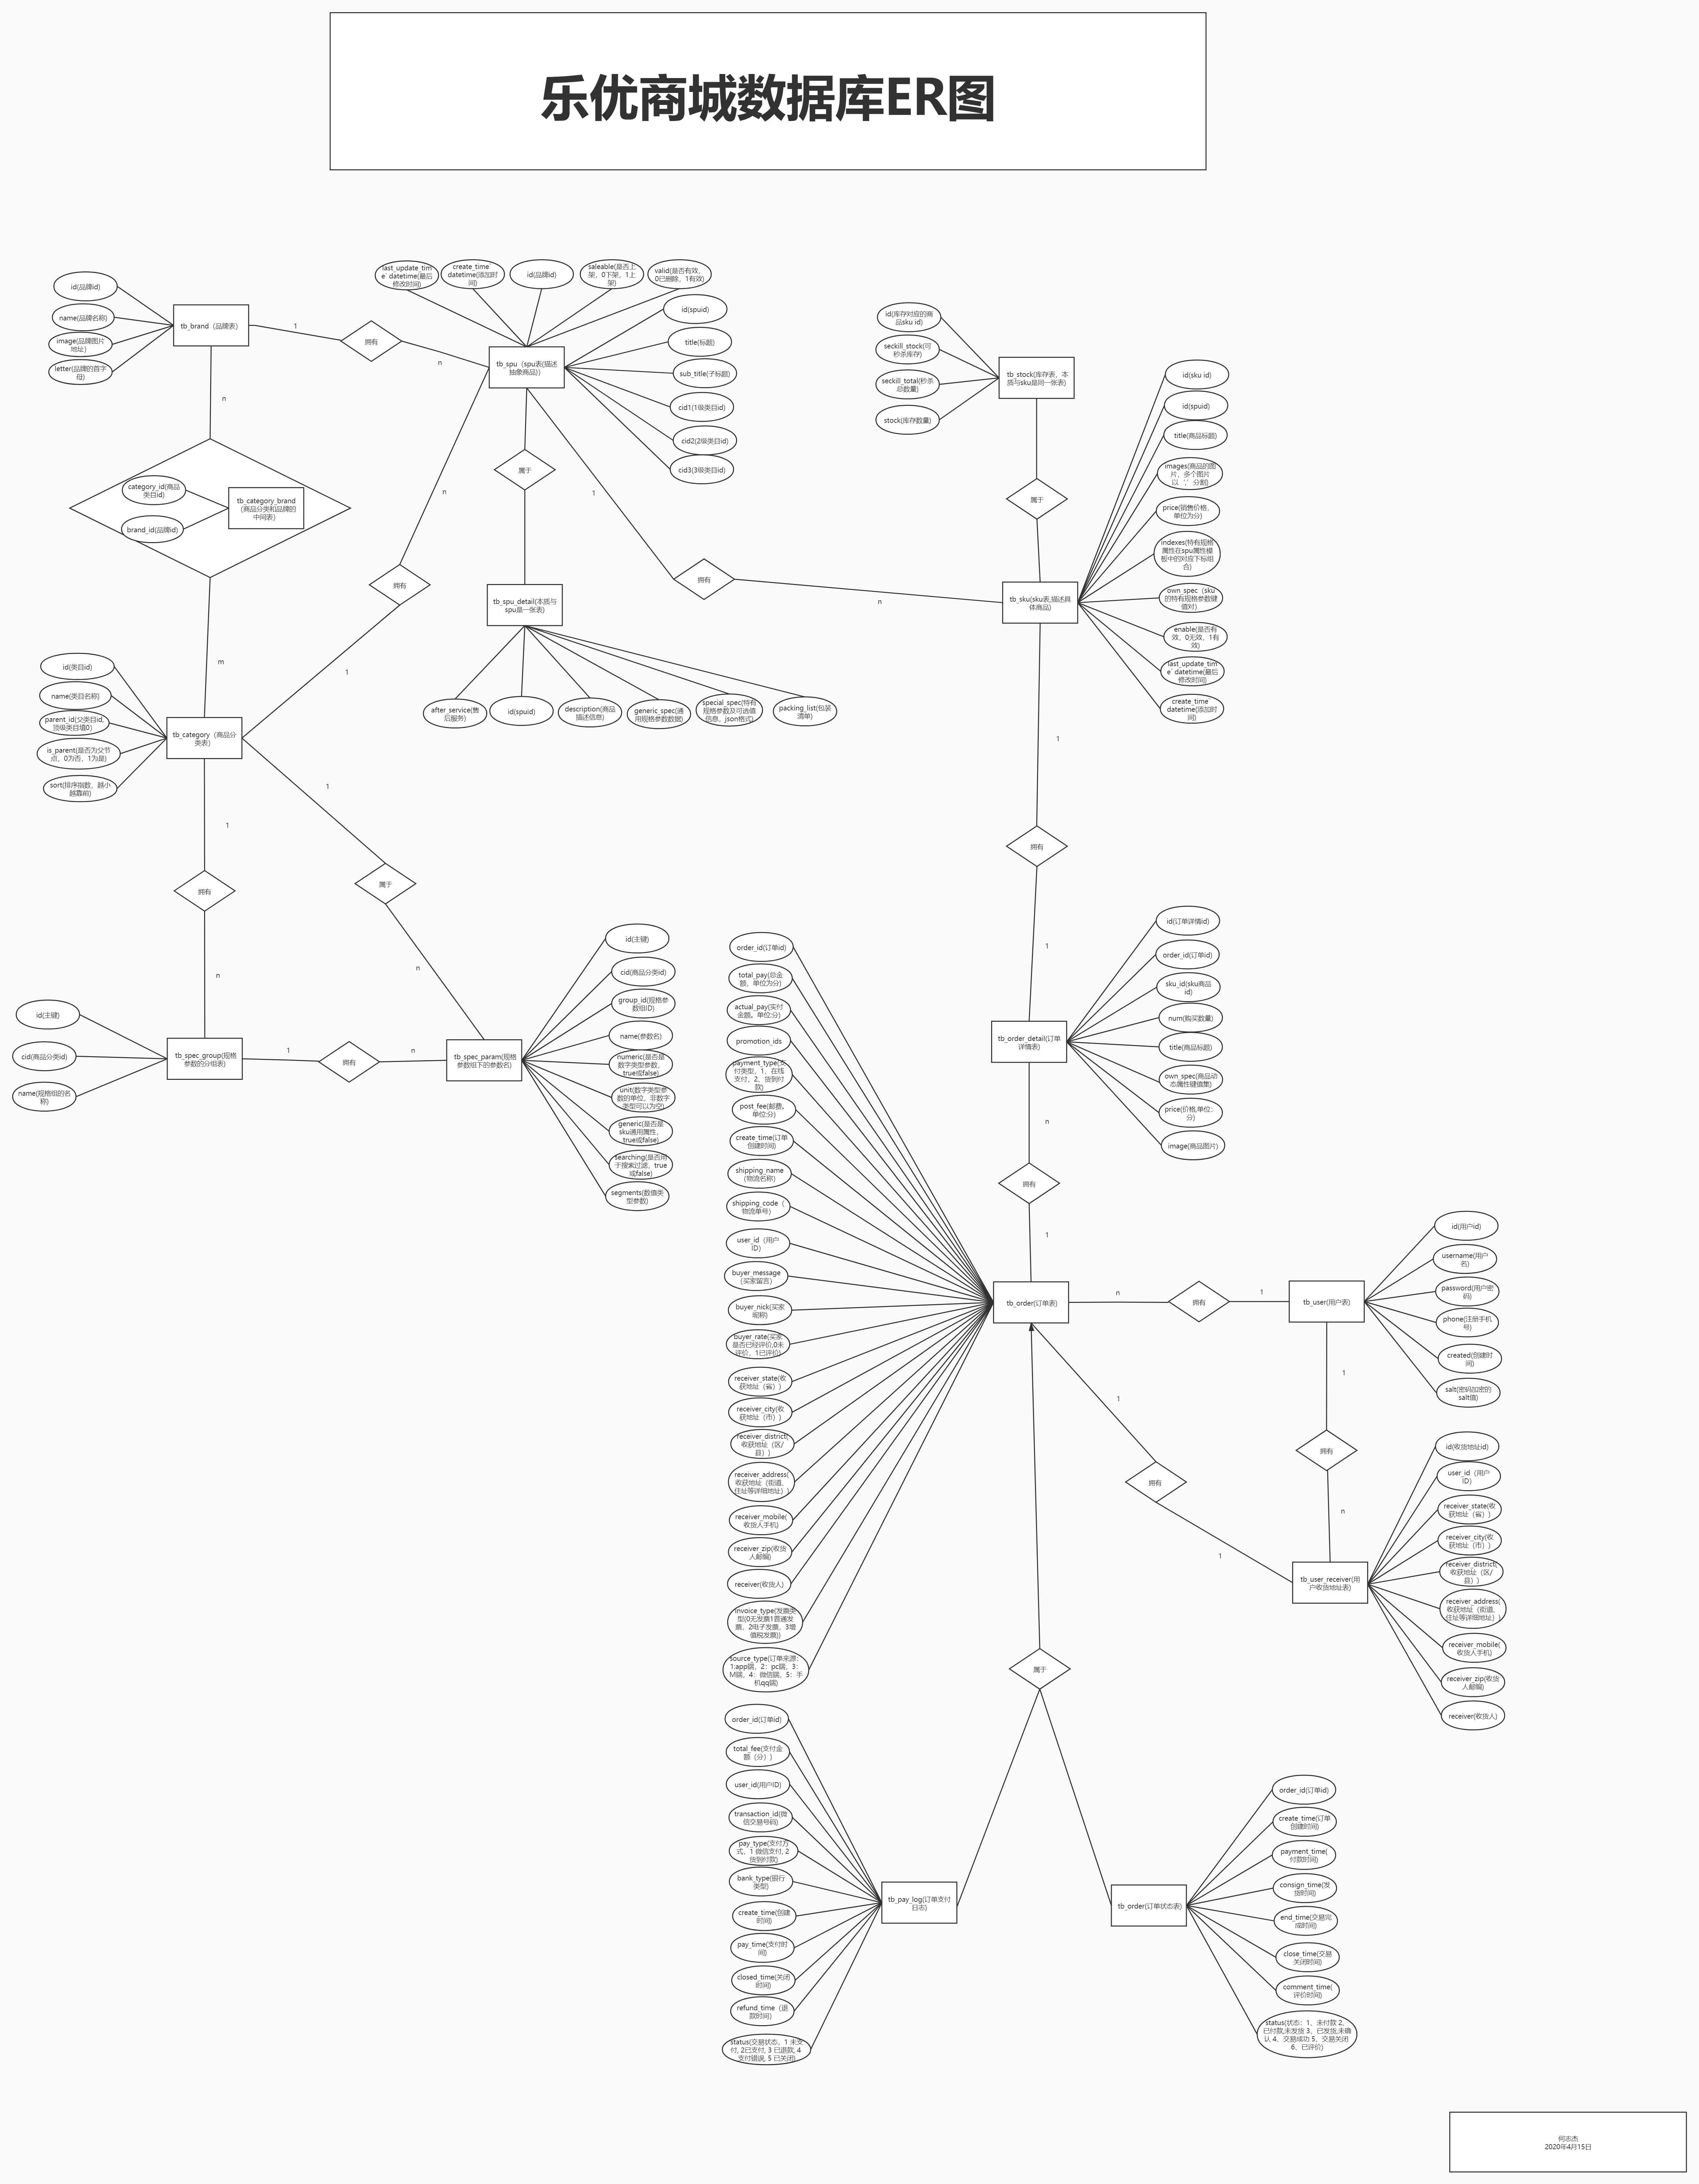 乐优商城数据库ER图
id(品牌id)
name(品牌名称)
image(品牌图片
地址)
letter(品牌的首字
母)
tb_brand（品牌表）
1
拥有
n
last_update_tim
e` datetime(最后
修改时间)
create_time
datetime(添加时
间)
id(品牌id)
saleable(是否上
架，0下架，1上
架)
valid(是否有效，
0已删除，1有效)
id(spuid)
title(标题)
sub_title(子标题)
cid1(1级类目id)
cid2(2级类目id)
cid3(3级类目id)
tb_spu（spu表(描述
抽象商品)）
n
category_id(商品
类目id)
brand_id(品牌id)
tb_category_brand
(商品分类和品牌的
中间表)
m
属于
n
拥有
1
1
拥有
n
tb_spu_detail(本质与
spu是一张表)
after_service(售
后服务)
id(spuid)
description(商品
描述信息)
generic_spec(通
用规格参数数据)
special_spec(特有
规格参数及可选值
信息，json格式)
packing_list(包装
清单)
id(库存对应的商
品sku id)
seckill_stock(可
秒杀库存)
seckill_total(秒杀
总数量)
stock(库存数量)
tb_stock(库存表，本
质与sku是同一张表)
属于
id(sku id)
id(spuid)
title(商品标题)
images(商品的图
片，多个图片
以‘,’分割)
price(销售价格，
单位为分)
indexes(特有规格
属性在spu属性模
板中的对应下标组
合)
own_spec（sku
的特有规格参数键
值对）
enable(是否有
效，0无效，1有
效)
last_update_tim
e` datetime(最后
修改时间)
create_time
datetime(添加时
间)
tb_sku(sku表,描述具
体商品)
1
拥有
1
id(类目id)
name(类目名称)
parent_id(父类目id,
顶级类目填0)
is_parent(是否为父节
点，0为否，1为是)
sort(排序指数，越小
越靠前)
tb_category（商品分
类表）
1
拥有
n
1
属于
n
id(主键)
cid(商品分类id)
name(规格组的名
称)
tb_spec_group(规格
参数的分组表)
1
拥有
n
tb_spec_param(规格
参数组下的参数名)
id(主键)
cid(商品分类id)
group_id(规格参
数组ID)
name(参数名)
numeric(是否是
数字类型参数，
true或false)
unit(数字类型参
数的单位，非数字
类型可以为空)
generic(是否是
sku通用属性，
true或false)
searching(是否用
于搜索过滤，true
或false)
segments(数值类
型参数)
id(订单详情id)
order_id(订单id)
sku_id(sku商品
id)
num(购买数量)
title(商品标题)
own_spec(商品动
态属性键值集)
price(价格,单位：
分)
image(商品图片)
tb_order_detail(订单
详情表)
n
拥有
1
order_id(订单id)
total_pay(总金
额，单位为分)
actual_pay(实付
金额。单位:分)
promotion_ids
payment_type(支
付类型，1、在线
支付，2、货到付
款)
post_fee(邮费。
单位:分)
create_time(订单
创建时间)
shipping_name
(物流名称)
shipping_code（
物流单号）
user_id（用户
ID）
buyer_message
(买家留言)
buyer_nick(买家
昵称)
buyer_rate(买家
是否已经评价,0未
评价，1已评价)
receiver_state(收
获地址（省）)
receiver_city(收
获地址（市）)
receiver_district(
收获地址（区/
县）)
receiver_address(
收获地址（街道、
住址等详细地址）)
receiver_mobile(
收货人手机)
receiver_zip(收货
人邮编)
receiver(收货人)
invoice_type(发票类
型(0无发票1普通发
票，2电子发票，3增
值税发票))
source_type(订单来源：
1:app端，2：pc端，3：
M端，4：微信端，5：手
机qq端)
tb_order(订单表)
n
拥有
1
tb_user(用户表)
id(用户id)
username(用户
名)
password(用户密
码)
phone(注册手机
号)
created(创建时
间)
salt(密码加密的
salt值)
1
拥有
n
1
拥有
1
tb_user_receiver(用
户收货地址表)
id(收货地址id)
user_id（用户
ID）
receiver_state(收
获地址（省）)
receiver_city(收
获地址（市）)
receiver_district(
收获地址（区/
县）)
receiver_address(
收获地址（街道、
住址等详细地址）)
receiver_mobile(
收货人手机)
receiver_zip(收货
人邮编)
receiver(收货人)
属于
order_id(订单id)
total_fee(支付金
额（分）)
user_id(用户ID)
transaction_id(微
信交易号码)
pay_type(支付方
式，1 微信支付, 2
货到付款)
bank_type(银行
类型)
create_time(创建
时间)
pay_time(支付时
间)
closed_time(关闭
时间)
refund_time（退
款时间)
status(交易状态，1 未支
付, 2已支付, 3 已退款, 4
支付错误, 5 已关闭)
tb_pay_log(订单支付
日志)
tb_order(订单状态表)
order_id(订单id)
create_time(订单
创建时间)
payment_time(
付款时间)
consign_time(发
货时间)
end_time(交易完
成时间)
close_time(交易
关闭时间)
comment_time(
评价时间)
status(状态：1、未付款 2、
已付款,未发货 3、已发货,未确
认 4、交易成功 5、交易关闭
6、已评价)
何志杰
2020年4月15日